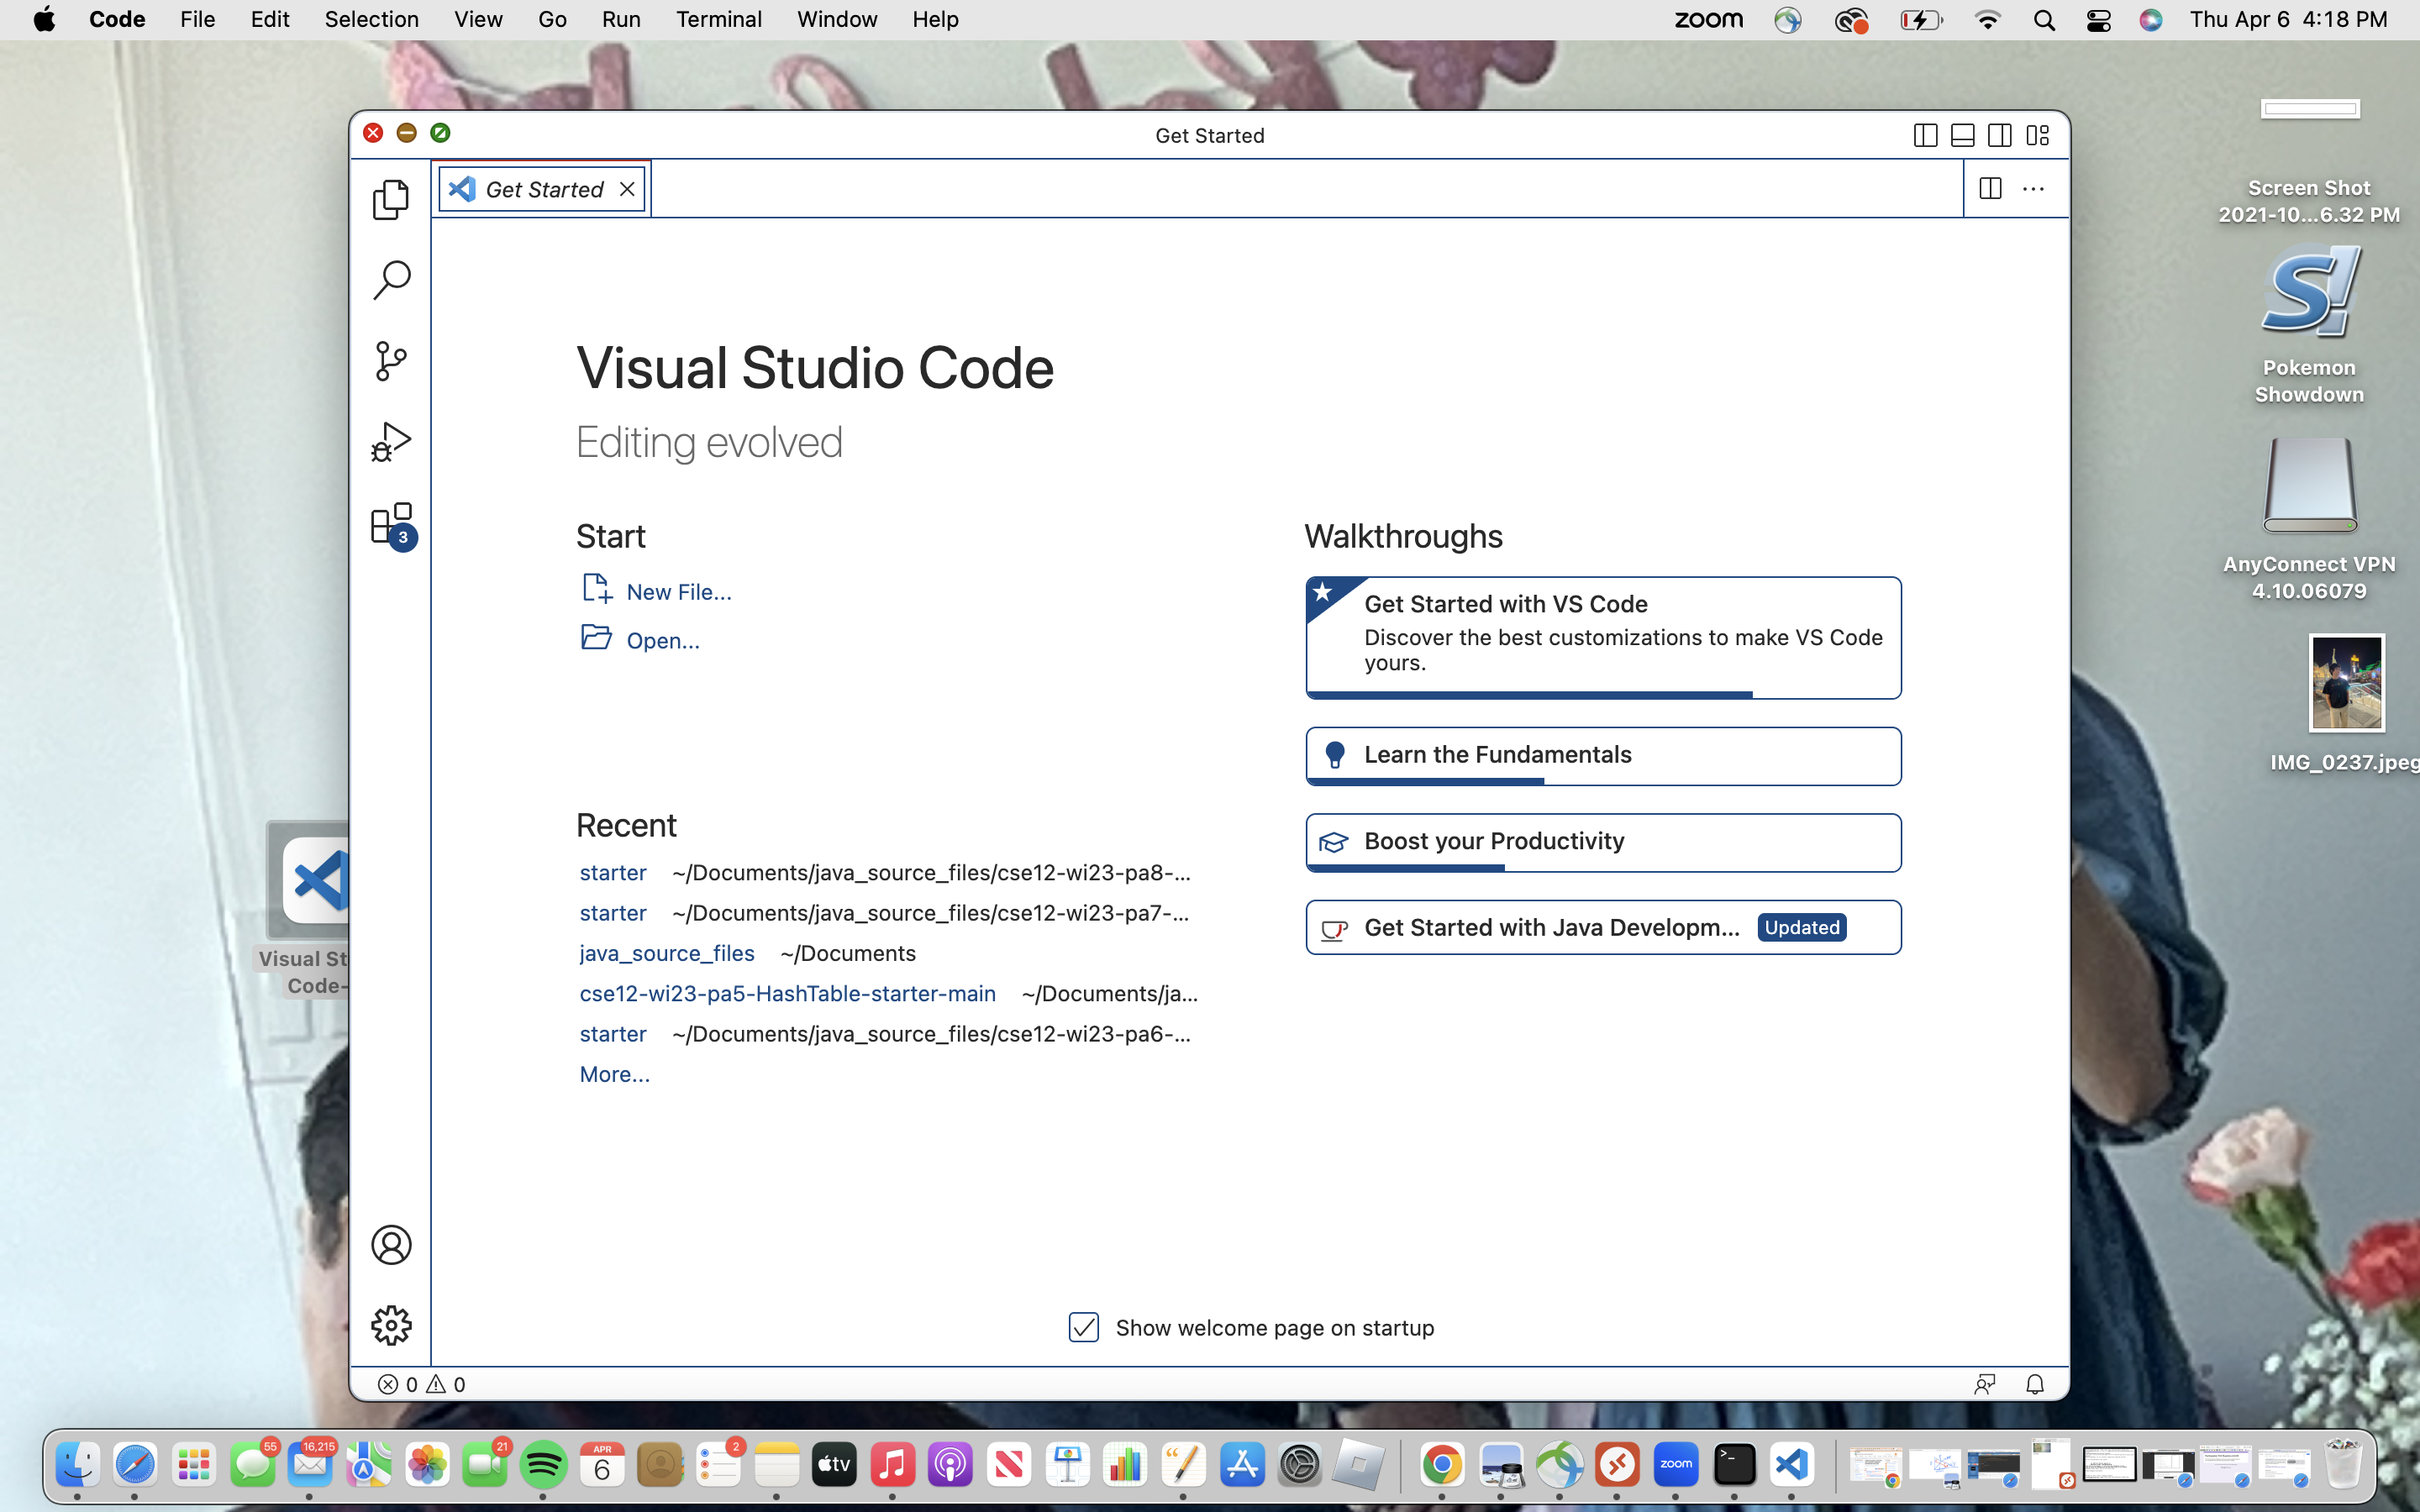 Code File Edit Selection View Go Run Terminal Window Help zoom Thu Apr 6 4:18 PM
Get Started
Get Started
Visual Studio Code
Editing evolved
Start
New File...
Open...
Recent
starter ~/Documents/java_source_files/cse12-wi23-pa8-...
starter ~/Documents/java_source_files/cse12-wi23-pa7-...
java_source_files ~/Documents
cse12-wi23-pa5-HashTable-starter-main ~/Documents/ja...
starter ~/Documents/java_source_files/cse12-wi23-pa6-...
More...
Walkthroughs
Get Started with VS Code
Discover the best customizations to make VS Code
yours.
Learn the Fundamentals
Boost your Productivity
Get Started with Java Developm... Updated
Show welcome page on startup
3
0 0
Visual St
Code-
Screen Shot
2021-10...6.32 PM
S!
Pokemon
Showdown
AnyConnect VPN
4.10.06079
IMG_0237.jpeg
55
16,215
21
APR
6
2
tv
zoom
>_